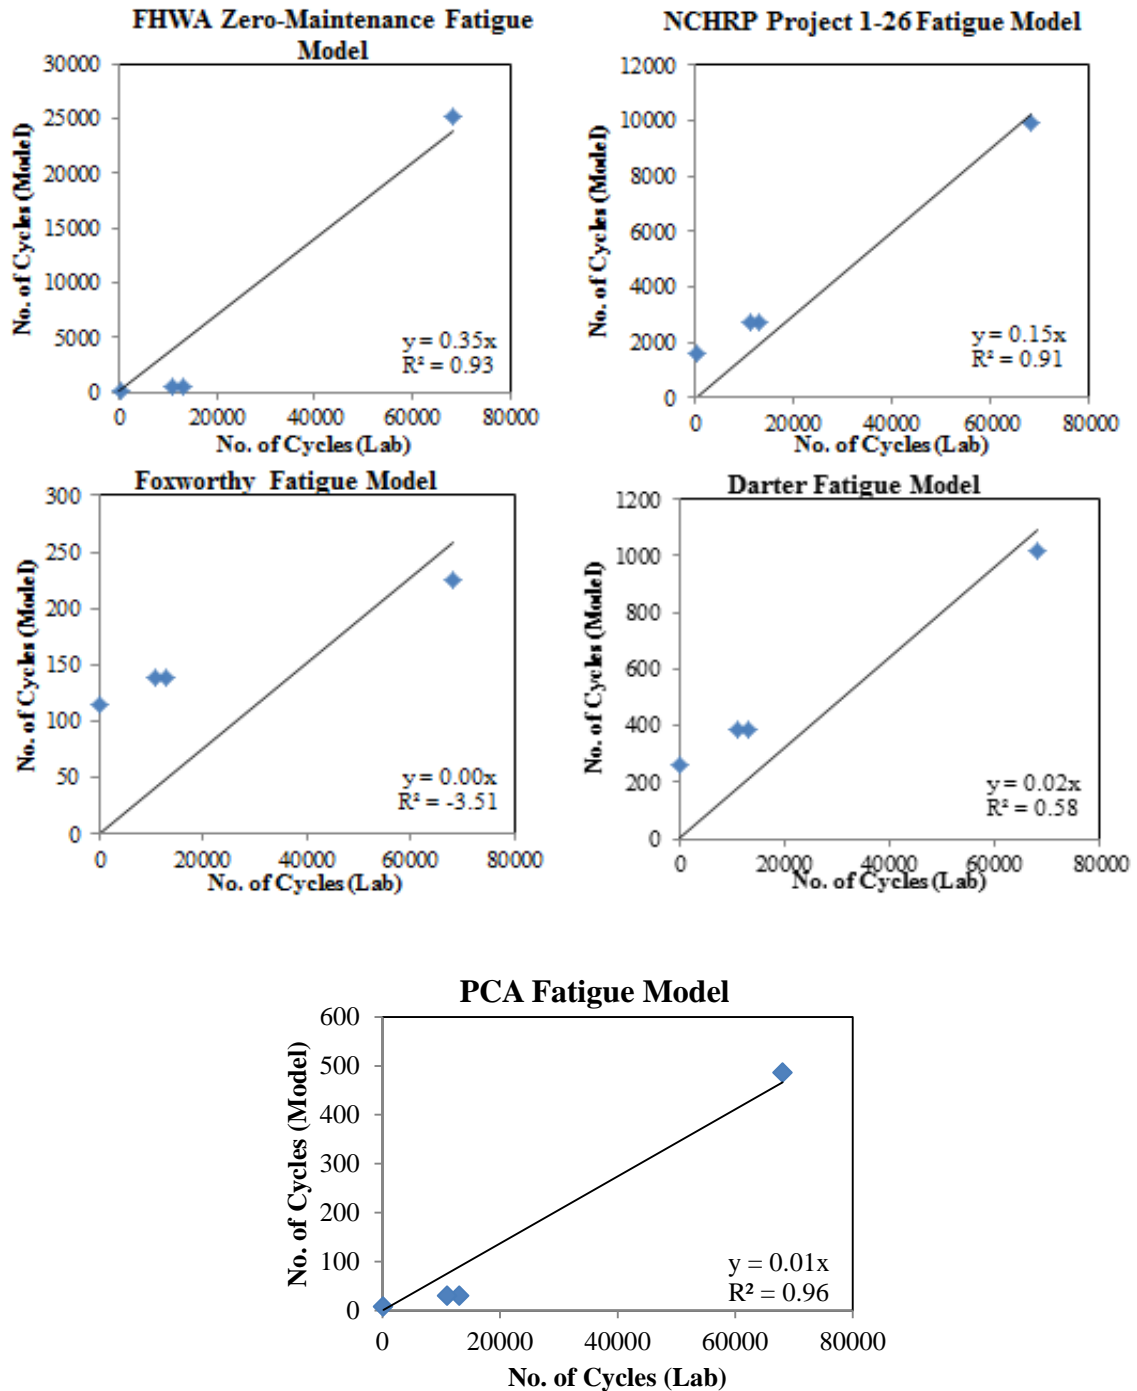 FHWA Zero-Maintenance Fatigue
Model
30000
25000
20000
15000
10000
5000
0
No. of Cycles (Model)
y = 0.35x
R² = 0.93
0 20000 40000 60000 80000
No. of Cycles (Lab)
NCHRP Project 1-26 Fatigue Model
12000
10000
8000
6000
4000
2000
0
No. of Cycles (Model)
y = 0.15x
R² = 0.91
0 20000 40000 60000 80000
No. of Cycles (Lab)
Foxworthy Fatigue Model
300
250
200
150
100
50
0
No. of Cycles (Model)
y = 0.00x
R² = -3.51
0 20000 40000 60000 80000
No. of Cycles (Lab)
Darter Fatigue Model
1200
1000
800
600
400
200
0
No. of Cycles (Model)
y = 0.02x
R² = 0.58
0 20000 40000 60000 80000
No. of Cycles (Lab)
PCA Fatigue Model
600
500
400
300
200
100
0
No. of Cycles (Model)
y = 0.01x
R² = 0.96
0 20000 40000 60000 80000
No. of Cycles (Lab)